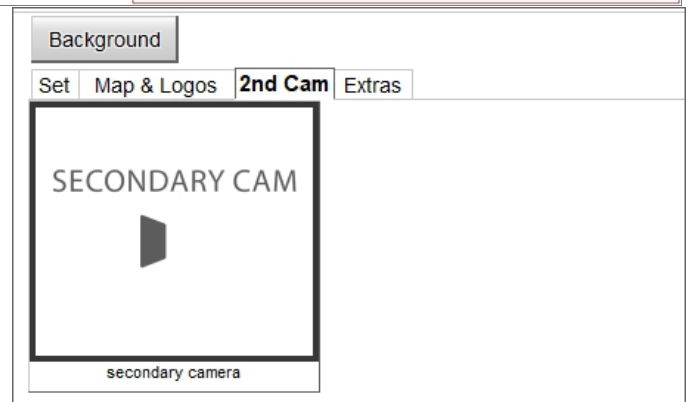 Background
Set Map & Logos 2nd Cam Extras
SECONDARY CAM
secondary camera